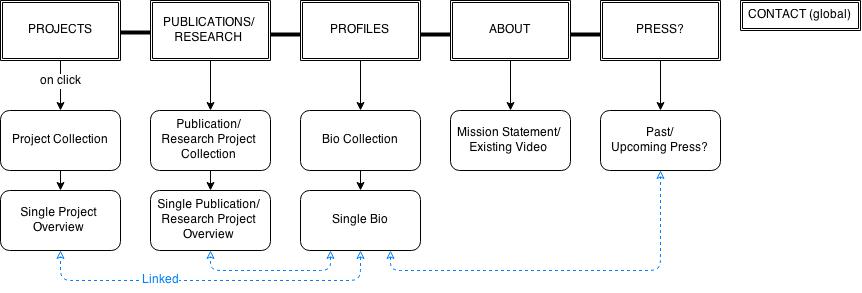 PROJECTS
PUBLICATIONS/
RESEARCH
PROFILES
ABOUT
PRESS?
CONTACT (global)
on click
Project Collection
Publication/
Research Project
Collection
Bio Collection
Mission Statement/
Existing Video
Past/
Upcoming Press?
Single Project
Overview
Single Publication/
Research Project
Overview
Single Bio
Linked